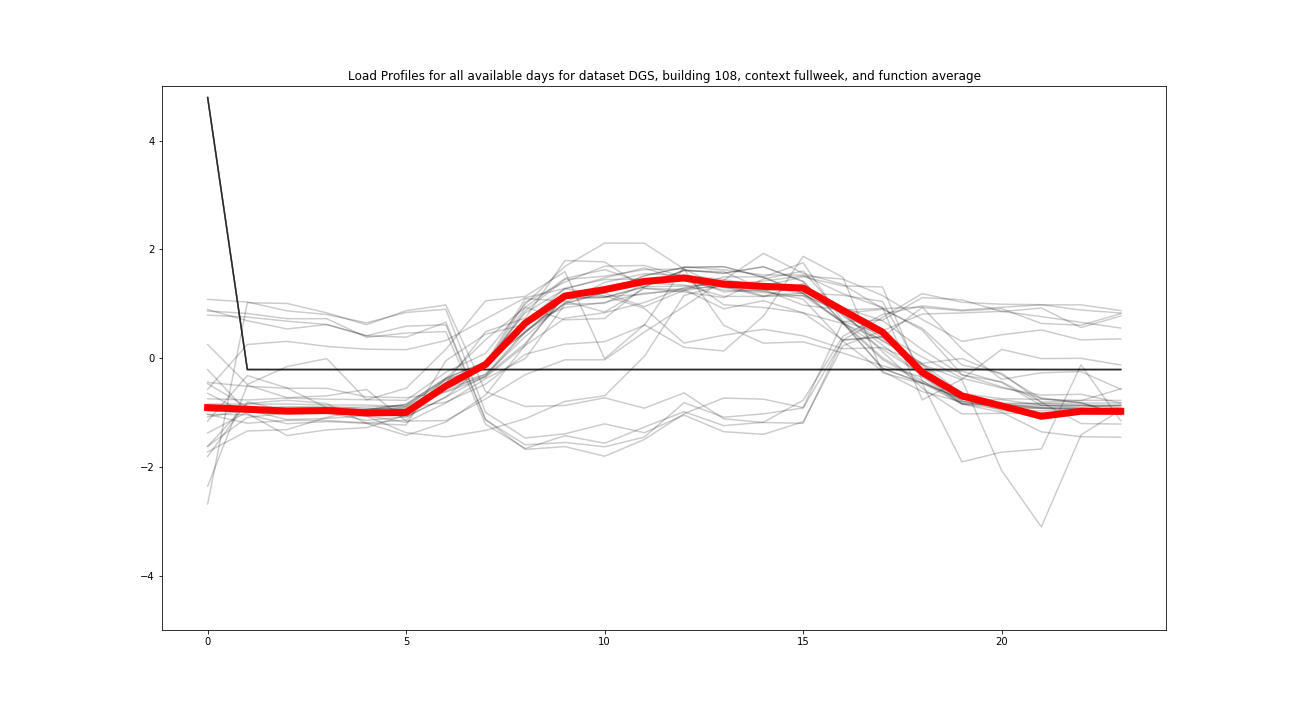 Load Profiles for all available days for dataset DGS, building 108, context fullweek, and function average
4
2
0
−2
−4
0 5 10 15 20